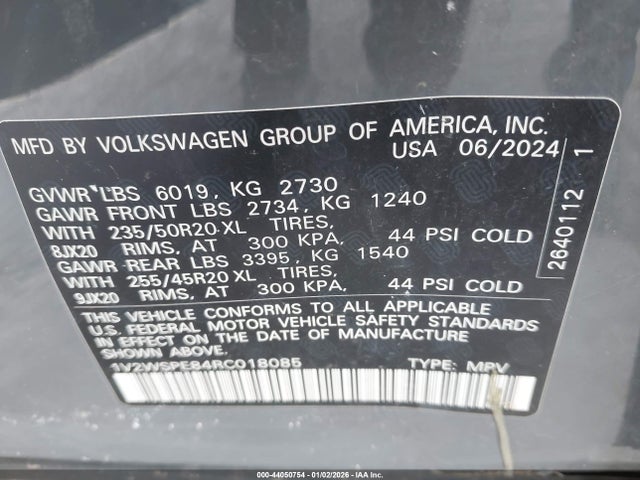 MFD BY VOLKSWAGEN GROUP OF AMERICA, INC.
USA 06/2024
GVWR LBS 6019, KG 2730
GAWR FRONT LBS 2734, KG 1240
WITH 235/50R20 XL TIRES,
8JX20 RIMS, AT 300 KPA, 44 PSI COLD
GAWR REAR LBS 3395, KG 1540
WITH 255/45R20 XL TIRES,
9JX20 RIMS, AT 300 KPA, 44 PSI COLD
THIS VEHICLE CONFORMS TO ALL APPLICABLE
U.S. FEDERAL MOTOR VEHICLE SAFETY STANDARDS
IN EFFECT ON THE DATE OF MANUFACTURE
SHOWN ABOVE.
1V2WSPE84RC018085 TYPE: MPV
2640112 1
000-44050754 - 01/02/2026 - IAA Inc.